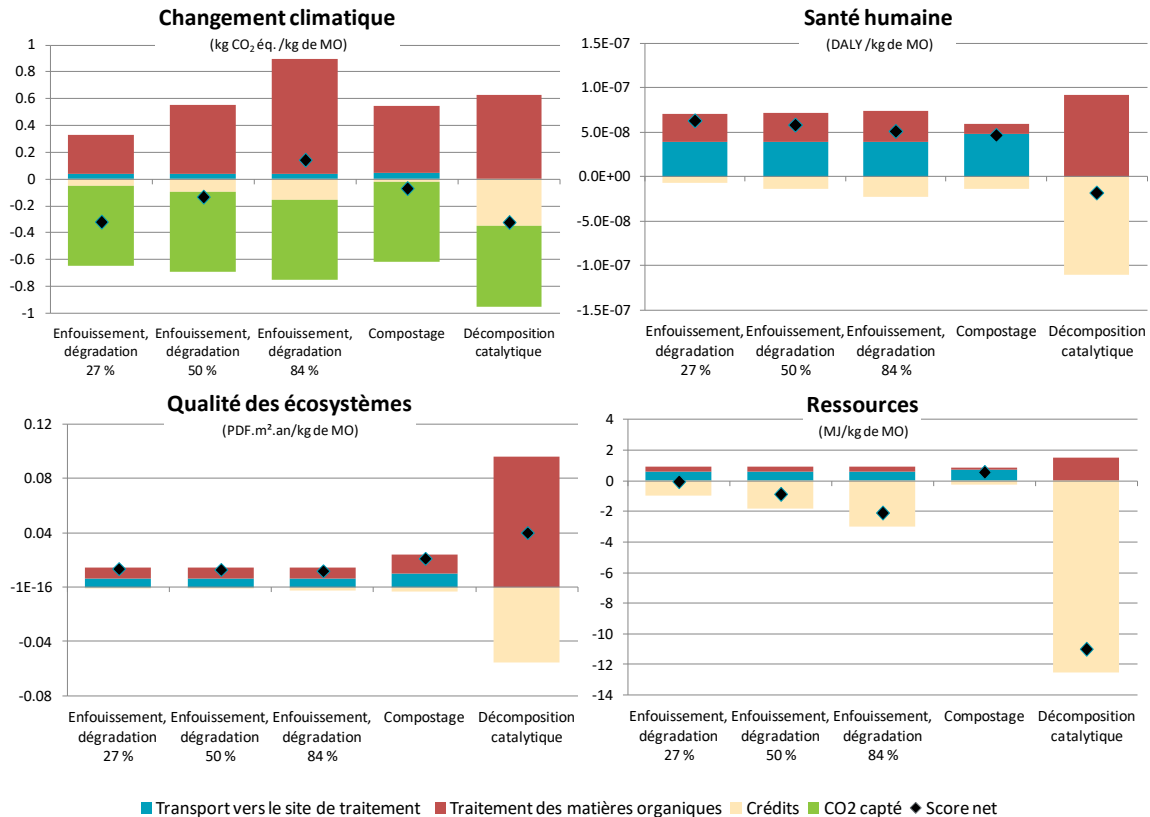 Changement climatique
(kg CO₂ éq. /kg de MO)
1
0.8
0.6
0.4
0.2
0
-0.2
-0.4
-0.6
-0.8
-1
Enfouissement, dégradation 27 %
Enfouissement, dégradation 50 %
Enfouissement, dégradation 84 %
Compostage
Décomposition catalytique
Santé humaine
(DALY /kg de MO)
1.5E-07
1.0E-07
5.0E-08
0.0E+00
-5.0E-08
-1.0E-07
-1.5E-07
Enfouissement, dégradation 27 %
Enfouissement, dégradation 50 %
Enfouissement, dégradation 84 %
Compostage
Décomposition catalytique
Qualité des écosystèmes
(PDF.m².an/kg de MO)
0.12
0.08
0.04
-1E-16
-0.04
-0.08
Enfouissement, dégradation 27 %
Enfouissement, dégradation 50 %
Enfouissement, dégradation 84 %
Compostage
Décomposition catalytique
Ressources
(MJ/kg de MO)
4
2
0
-2
-4
-6
-8
-10
-12
-14
Enfouissement, dégradation 27 %
Enfouissement, dégradation 50 %
Enfouissement, dégradation 84 %
Compostage
Décomposition catalytique
Transport vers le site de traitement
Traitement des matières organiques
Crédits
CO2 capté
Score net